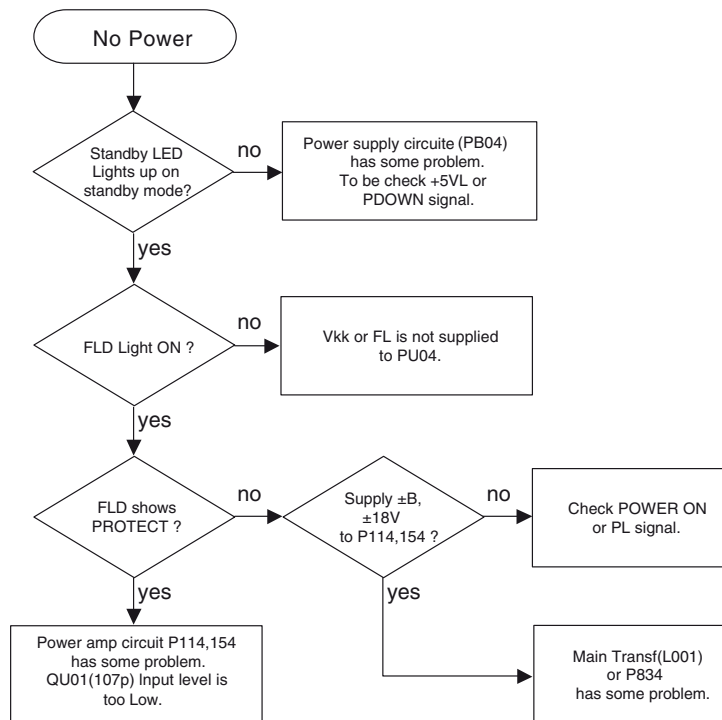 No Power
Standby LED
Lights up on
standby mode?
no
Power supply circuite (PB04)
has some problem.
To be check +5VL or
PDOWN signal.
yes
FLD Light ON ?
no
Vkk or FL is not supplied
to PU04.
yes
FLD shows
PROTECT ?
no
Supply ±B,
±18V
to P114,154 ?
no
Check POWER ON
or PL signal.
yes
yes
Power amp circuit P114,154
has some problem.
QU01(107p) Input level is
too Low.
Main Transf(L001)
or P834
has some problem.